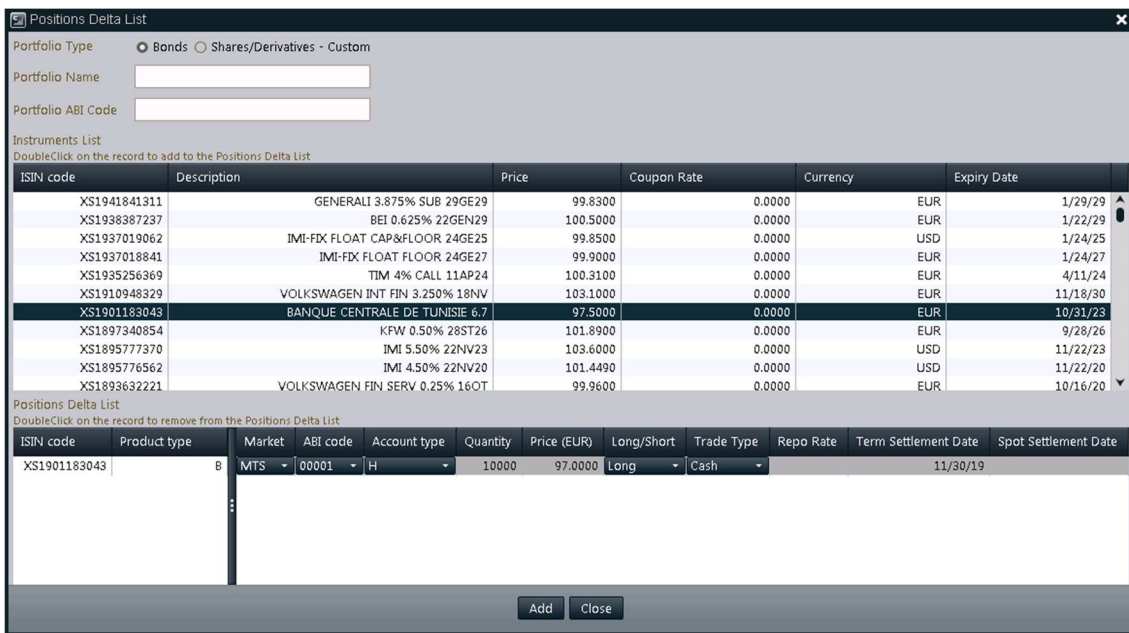 Positions Delta List
Portfolio Type Bonds Shares/Derivatives - Custom
Portfolio Name
Portfolio ABI Code
Instruments List
DoubleClick on the record to add to the Positions Delta List
ISIN code Description Price Coupon Rate Currency Expiry Date
XS1941841311 GENERALI 3.875% SUB 29GE29 99.8300 0.0000 EUR 1/29/29
XS1938387237 BEI 0.625% 22GEN29 100.5000 0.0000 EUR 1/22/29
XS1937019062 IMI-FIX FLOAT CAP&FLOOR 24GE25 99.8500 0.0000 USD 1/24/25
XS1937018841 IMI-FIX FLOAT FLOOR 24GE27 99.9000 0.0000 EUR 1/24/27
XS1935256369 TIM 4% CALL 11AP24 100.3100 0.0000 EUR 4/11/24
XS1910948329 VOLKSWAGEN INT FIN 3.250% 18NV 103.1000 0.0000 EUR 11/18/30
XS1901183043 BANQUE CENTRALE DE TUNISIE 6.7 97.5000 0.0000 EUR 10/31/23
XS1897340854 KFW 0.50% 28ST26 101.8900 0.0000 EUR 9/28/26
XS1895777370 IMI 5.50% 22NV23 103.6000 0.0000 USD 11/22/23
XS1895776562 IMI 4.50% 22NV20 101.4490 0.0000 USD 11/22/20
XS1893632221 VOLKSWAGEN FIN SERV 0.25% 16OT 99.9600 0.0000 EUR 10/16/20
Positions Delta List
DoubleClick on the record to remove from the Positions Delta List
ISIN code Product type Market ABI code Account type Quantity Price (EUR) Long/Short Trade Type Repo Rate Term Settlement Date Spot Settlement Date
XS1901183043 B MTS 00001 H 10000 97.0000 Long Cash 11/30/19
Add Close